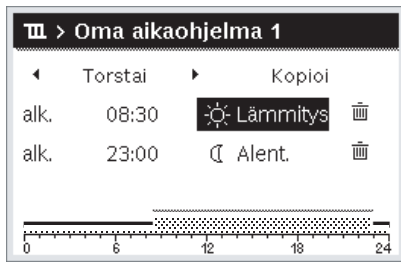 > Oma aikaohjelma 1
Torstai Kopioi
alk. 08:30 Lämmitys
alk. 23:00 Alent.
0 6 12 18 24